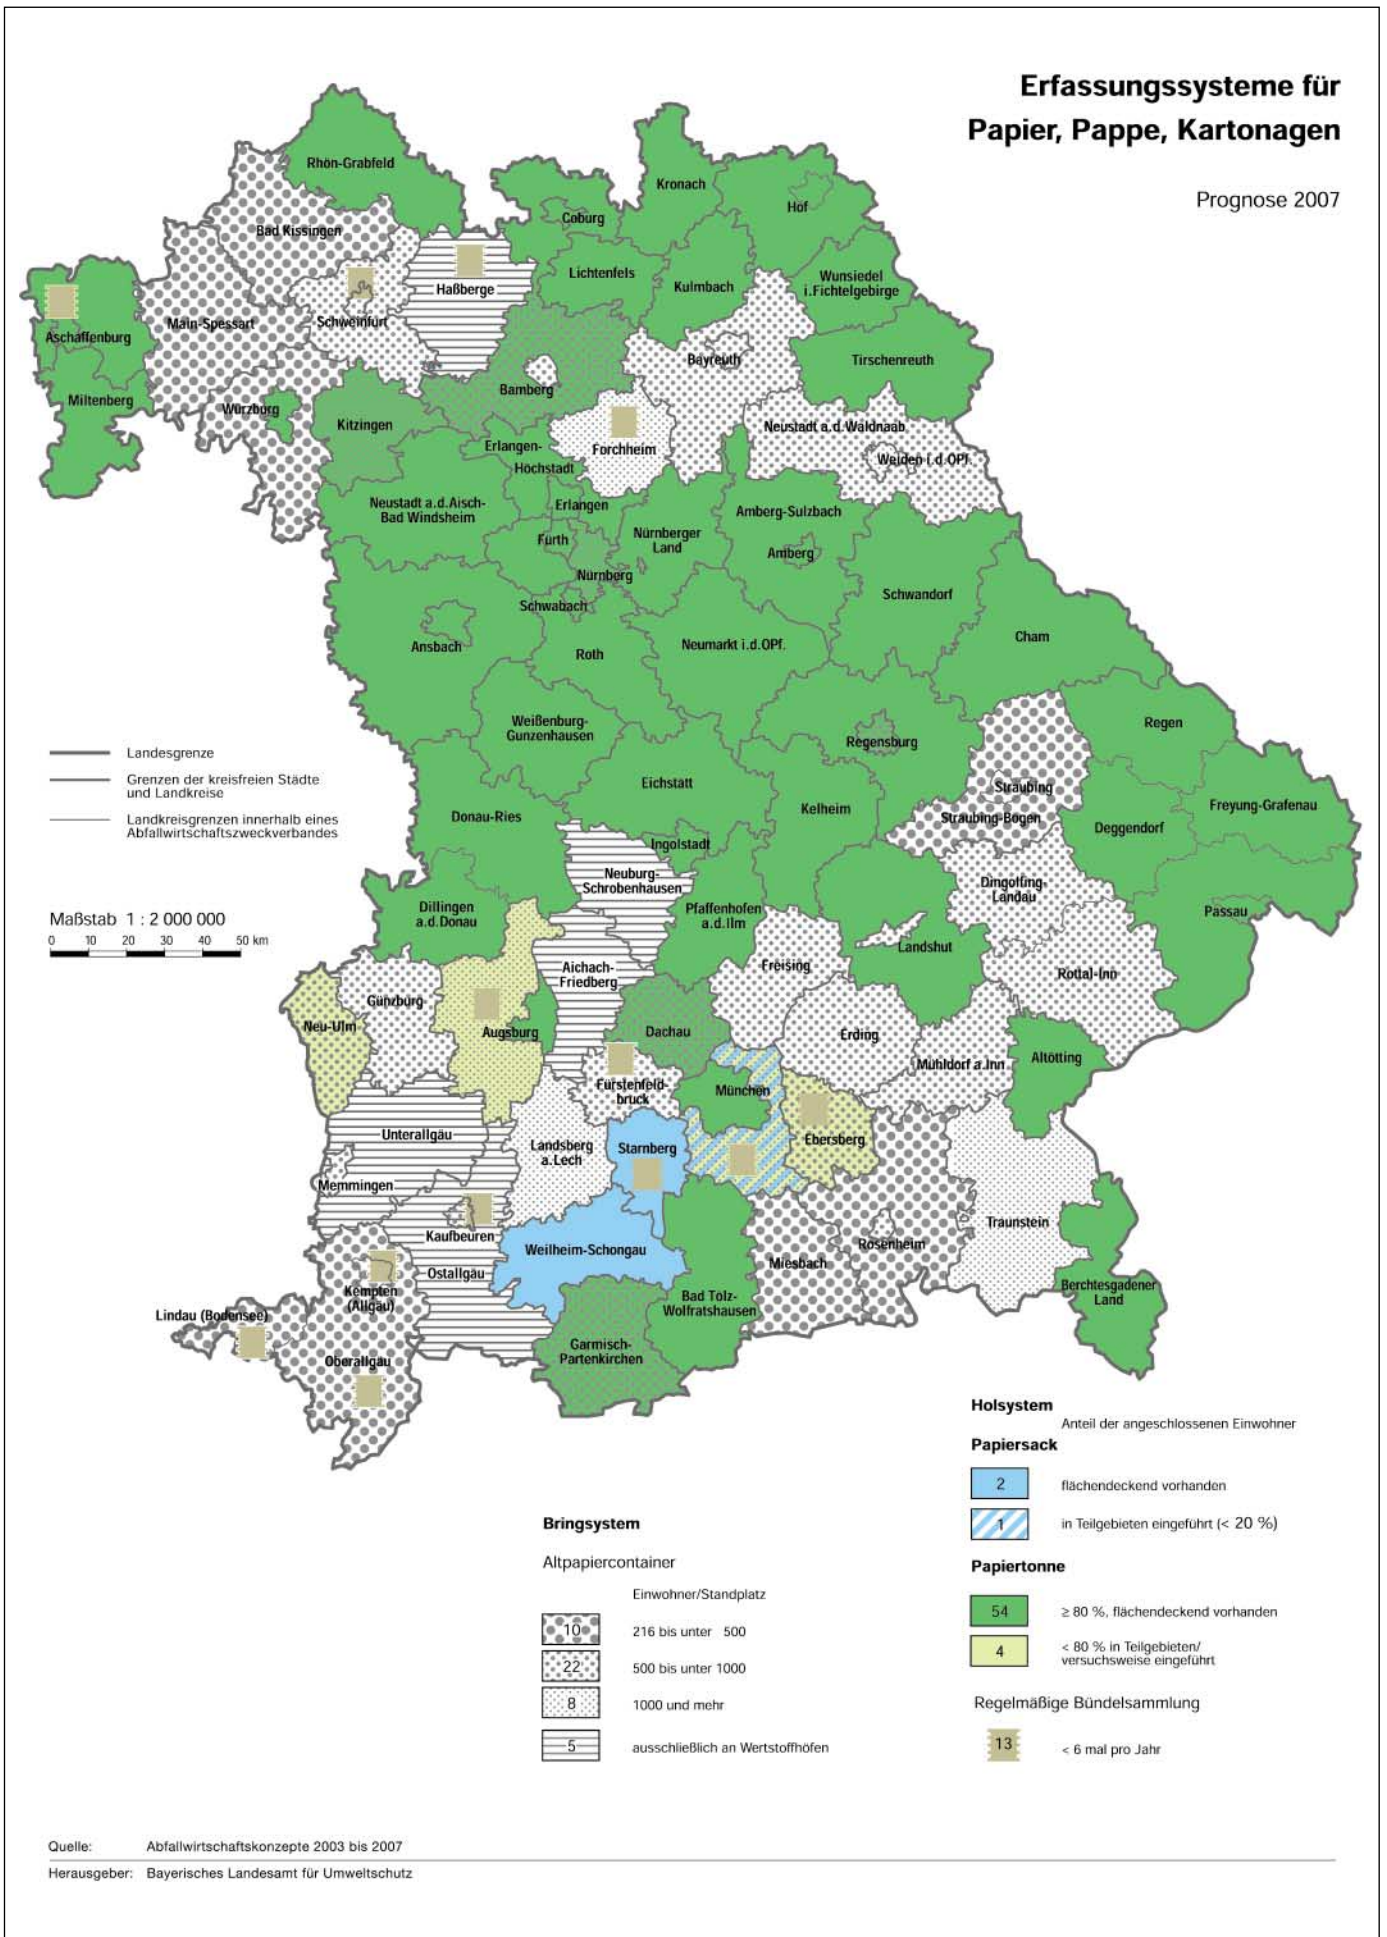 Erfassungssysteme für
Papier, Pappe, Kartonagen
Prognose 2007
Rhön-Grabfeld
Kronach
Hof
Coburg
Bad Kissingen
Lichtenfels
Kulmbach
Wunsiedel
i.Fichtelgebirge
Haßberge
Main-Spessart
Schweinfurt
Aschaffenburg
Bayreuth
Tirschenreuth
Bamberg
Miltenberg
Würzburg
Kitzingen
Neustadt a.d.Waldnaab
Erlangen-
Höchstadt
Forchheim
Weiden i.d.OPf.
Neustadt a.d.Aisch-
Bad Windsheim
Erlangen
Amberg-Sulzbach
Fürth
Nürnberger
Land
Amberg
Nürnberg
Schwabach
Schwandorf
Ansbach
Roth
Neumarkt i.d.OPf.
Cham
Weißenburg-
Gunzenhausen
Regensburg
Regen
Landesgrenze
Grenzen der kreisfreien Städte
und Landkreise
Landkreisgrenzen innerhalb eines
Abfallwirtschaftszweckverbandes
Eichstätt
Straubing
Donau-Ries
Kelheim
Straubing-Bogen
Freyung-Grafenau
Deggendorf
Ingolstadt
Neuburg-
Schrobenhausen
Dingolfing-
Landau
Maßstab 1 : 2 000 000
0 10 20 30 40 50 km
Dillingen
a.d.Donau
Pfaffenhofen
a.d.Ilm
Passau
Landshut
Aichach-
Friedberg
Freising
Rottal-Inn
Günzburg
Neu-Ulm
Augsburg
Dachau
Erding
Mühldorf a.Inn
Altötting
Fürstenfeld-
bruck
München
Unterallgäu
Landsberg
a.Lech
Starnberg
Ebersberg
Memmingen
Kaufbeuren
Traunstein
Weilheim-Schongau
Rosenheim
Miesbach
Ostallgäu
Kempten
(Allgäu)
Bad Tölz-
Wolfratshausen
Berchtesgadener
Land
Lindau (Bodensee)
Oberallgäu
Garmisch-
Partenkirchen
Holsystem
Anteil der angeschlossenen Einwohner
Papiersack
2 flächendeckend vorhanden
1 in Teilgebieten eingeführt (< 20 %)
Papiertonne
54 ≥ 80 %, flächendeckend vorhanden
4 < 80 % in Teilgebieten/
versuchsweise eingeführt
Regelmäßige Bündelsammlung
13 < 6 mal pro Jahr
Bringsystem
Altpapiercontainer
Einwohner/Standplatz
10 216 bis unter 500
22 500 bis unter 1000
8 1000 und mehr
5 ausschließlich an Wertstoffhöfen
Quelle: Abfallwirtschaftskonzepte 2003 bis 2007
Herausgeber: Bayerisches Landesamt für Umweltschutz